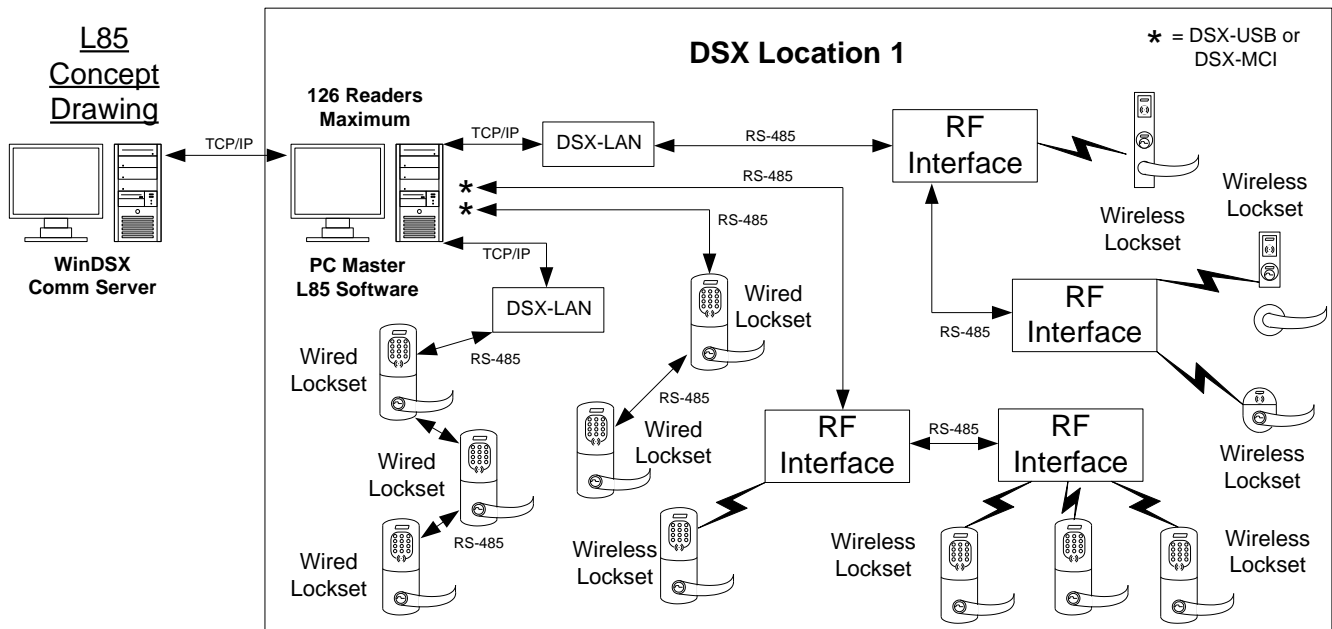 L85
Concept
Drawing
TCP/IP
WinDSX
Comm Server
DSX Location 1
* = DSX-USB or
DSX-MCI
126 Readers
Maximum
PC Master
L85 Software
TCP/IP
DSX-LAN
RS-485
RF
Interface
*
RS-485
*
RS-485
TCP/IP
DSX-LAN
RS-485
Wireless
Lockset
Wireless
Lockset
RS-485
RF
Interface
Wireless
Lockset
Wired
Lockset
RS-485
Wired
Lockset
Wired
Lockset
Wired
Lockset
RS-485
Wired
Lockset
RF
Interface
RS-485
RF
Interface
Wireless
Lockset
Wireless
Lockset
Wireless
Lockset